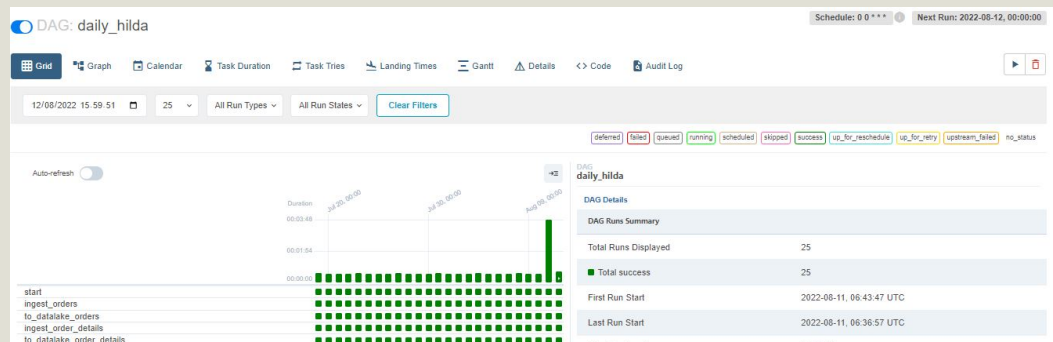 DAG: daily_hilda
Schedule: 0 0 * * *
Next Run: 2022-08-12, 00:00:00
Grid
Graph
Calendar
Task Duration
Task Tries
Landing Times
Gantt
Details
<> Code
Audit Log
12/08/2022 15.59.51
25
All Run Types
All Run States
Clear Filters
deferred
failed
queued
running
scheduled
skipped
success
up_for_reschedule
up_for_retry
upstream_failed
no_status
Auto-refresh
Duration
Jul 20, 00:00
Jul 30, 00:00
Aug 09, 00:00
00:03:48
00:01:54
00:00:00
start
ingest_orders
to_datalake_orders
ingest_order_details
to_datalake_order_details
DAG
daily_hilda
DAG Details
DAG Runs Summary
Total Runs Displayed 25
Total success 25
First Run Start 2022-08-11, 06:43:47 UTC
Last Run Start 2022-08-11, 06:36:57 UTC